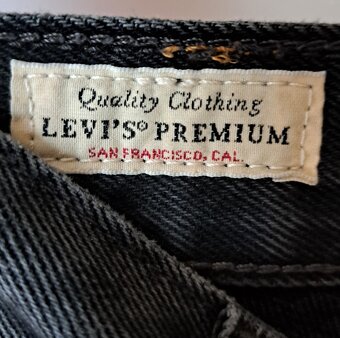 Quality Clothing
LEVI'S® PREMIUM
SAN FRANCISCO, CAL.